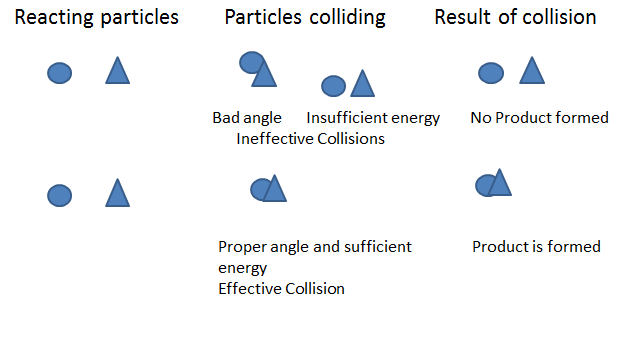 Reacting particles
Particles colliding
Result of collision
Bad angle
Insufficient energy
Ineffective Collisions
No Product formed
Proper angle and sufficient
energy
Effective Collision
Product is formed